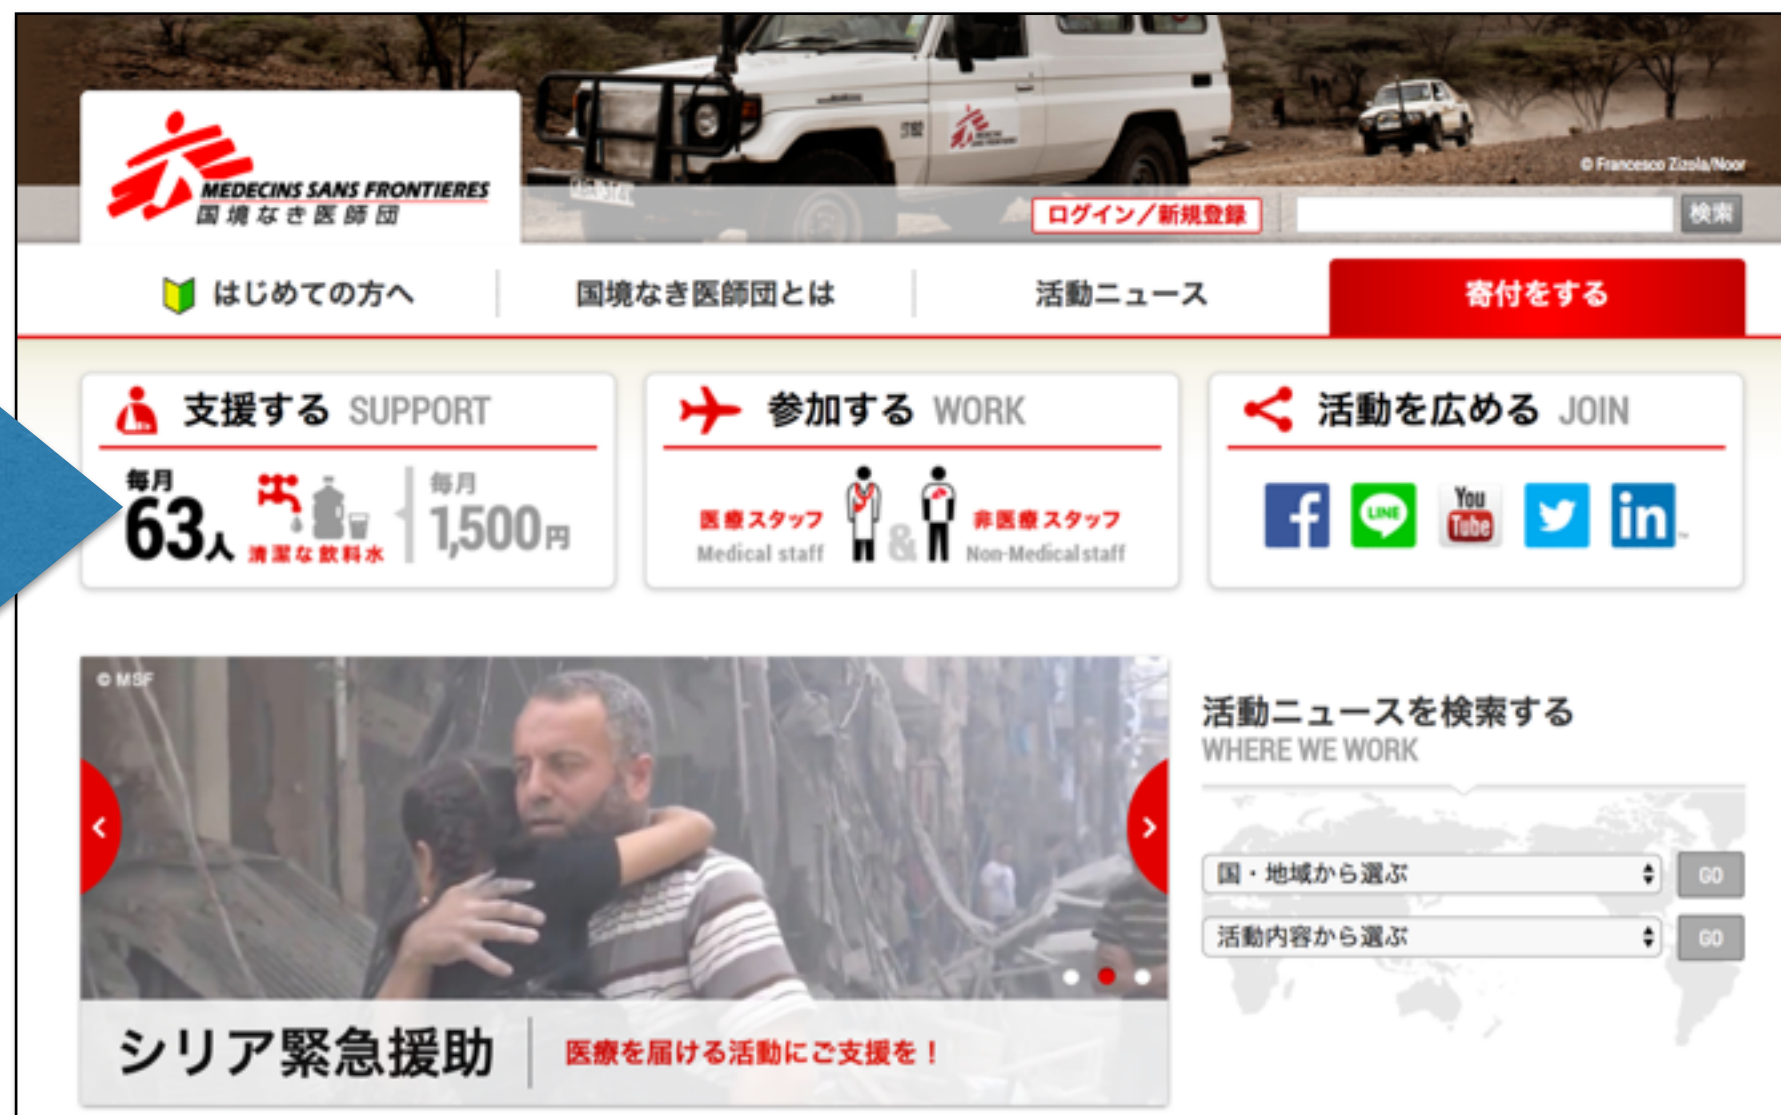 © Francesco Zizola/Noor
MEDECINS SANS FRONTIERES
国境なき医師団
ログイン／新規登録
検索
はじめての方へ
国境なき医師団とは
活動ニュース
寄付をする
支援する SUPPORT
毎月
63人
清潔な飲料水
毎月
1,500円
参加する WORK
医療スタッフ
Medical staff
&
非医療スタッフ
Non-Medical staff
活動を広める JOIN
f
LINE
You
Tube
in
© MSF
シリア緊急援助
医療を届ける活動にご支援を！
活動ニュースを検索する
WHERE WE WORK
国・地域から選ぶ
GO
活動内容から選ぶ
GO